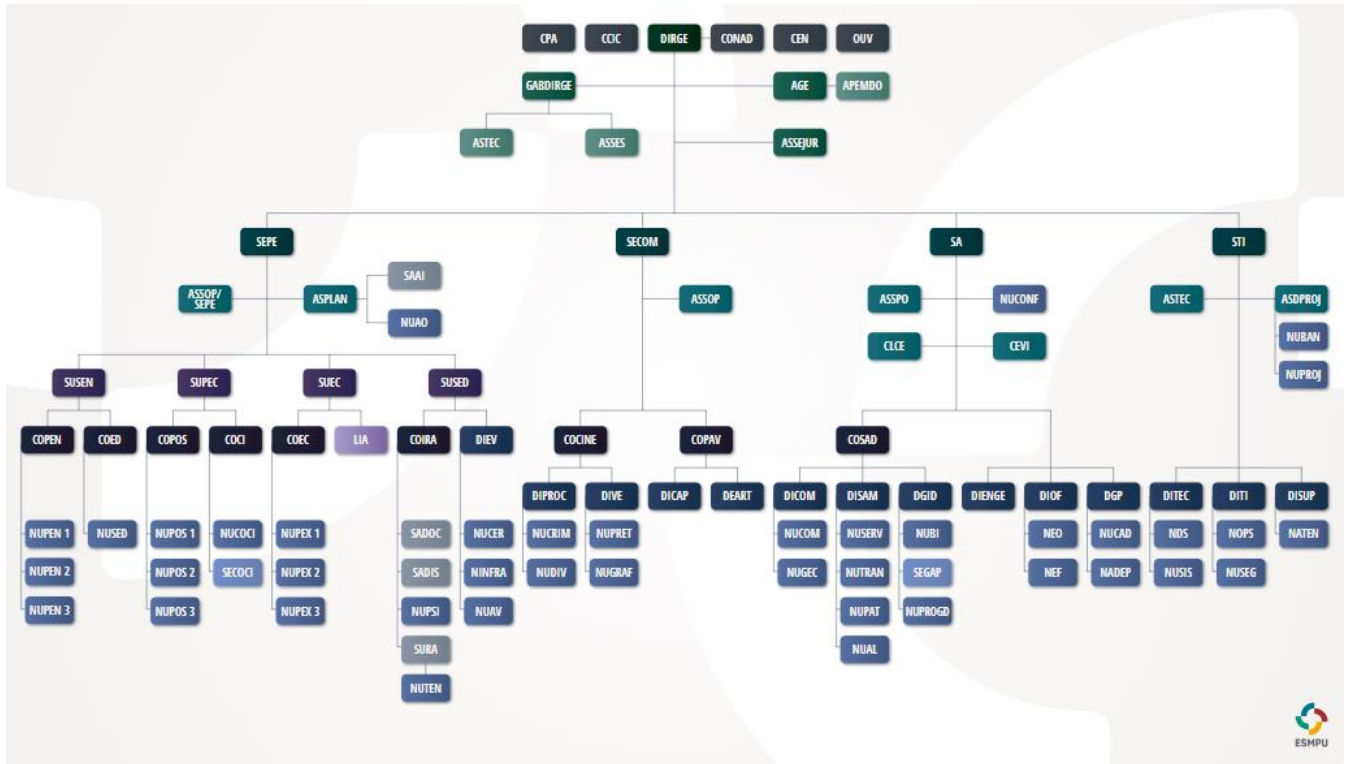 CPA CCIC DIRGE CONAD CEN OUV
GABDIRGE AGE APEMDO
ASTEC ASSES ASSEJUR
SEPE SECOM SA STI
SAAI
ASSOP/
SEPE ASPLAN ASSOP ASSPO NUCONF ASTEC ASDPROJ
NUAO NUBAN
CLCE CEVI
SUSEN SUPEC SUEC SUSED NUPROJ
COPEN COED COPOS COCI COEC LIA COIRA DIEV COCINE COPAV COSAD
DIPROC DIVE DICAP DEART DICOM DISAM DGID DIENGE DIOF DGP DITEC DITI DISUP
NUPEN 1 NUSED NUPOS 1 NUCOCI NUPEX 1 SADOC NUCER NUCRIM NUPRET NUCOM NUSERV NUBI NEO NUCAD NDS NOPS NATEN
NUPEN 2 NUPOS 2 SECOCI NUPEX 2 SADIS NINFRA NUDIV NUGRAF NUGEC NUTRAN SEGAP NEF NADEP NUSIS NUSEG
NUPEN 3 NUPOS 3 NUPEX 3 NUPSI NUAV NUPAT NUPROGD
SURA NUAL
NUTEN
ESMPU